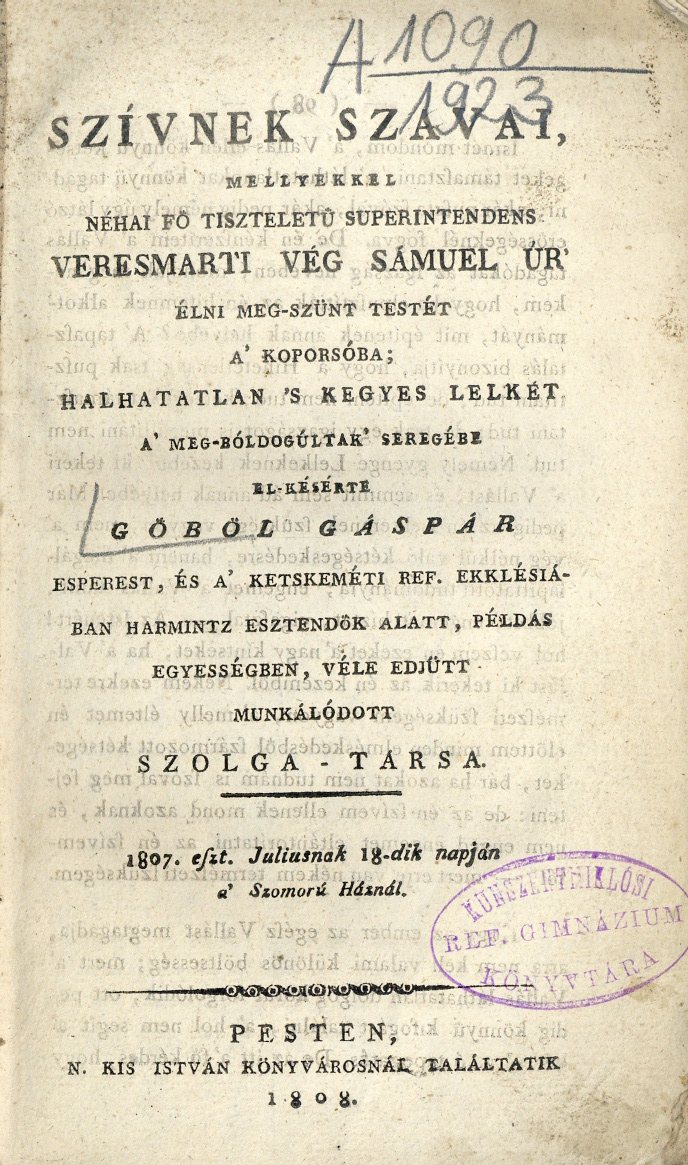 A 1090
1923
SZÍVNEK SZAVAI,
MELLYEKKEL
NÉHAI FŐ TISZTELETŰ SUPERINTENDENS
VERESMARTI VÉG SÁMUEL ÚR'
ÉLNI MEG-SZÜNT TESTÉT
A' KOPORSÓBA;
HALHATATLAN 'S KEGYES LELKÉT
A' MEG-BÓLDOGÚLTAK' SEREGÉBE
EL-KÉSÉRTE
GÖBÖL GÁSPÁR
ESPEREST, ÉS A' KETSKEMÉTI REF. EKKLÉSIÁ-
BAN HARMINTZ ESZTENDÖK ALATT, PÉLDÁS
EGYESSÉGBEN, VÉLE EDJÜTT
MUNKÁLÓDOTT
SZOLGA-TÁRSA.
1807. eſzt. Juliusnak 18-dik napján
a' Szomorú Háznál.
KUNSZENTMIKLÓSI
REF. GIMNÁZIUM
KÖNYVTÁRA
PESTEN,
N. KIS ISTVÁN KÖNYVÁROSNÁL TALÁLTATIK
1808.